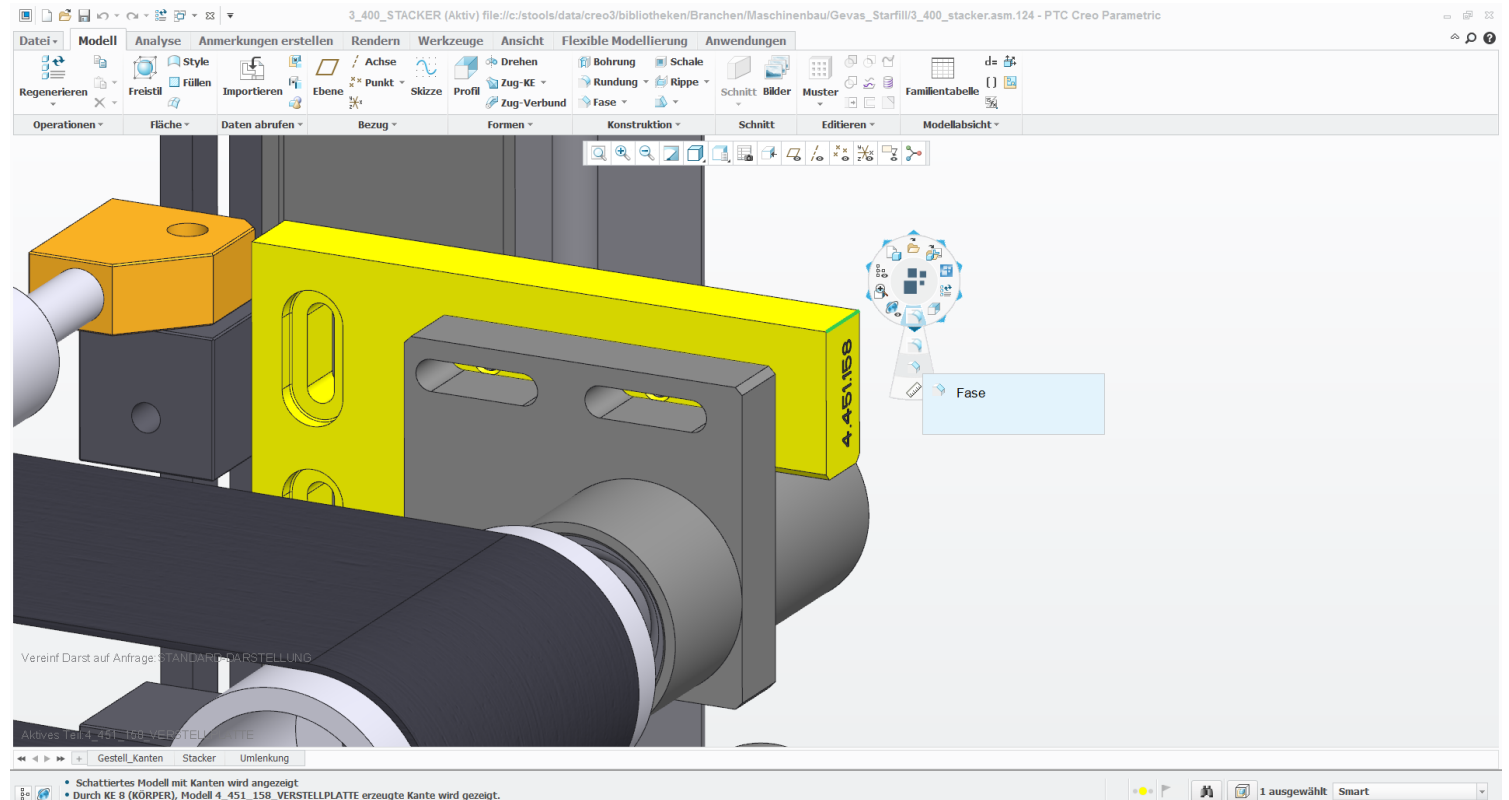 3_400_STACKER (Aktiv) file://c:/stools/data/creo3/bibliotheken/Branchen/Maschinenbau/Gevas_Starfill/3_400_stacker.asm.124 - PTC Creo Parametric
Datei Modell Analyse Anmerkungen erstellen Rendern Werkzeuge Ansicht Flexible Modellierung Anwendungen
Regenerieren
Freistil
Style
Füllen
Importieren
Ebene
Achse
Punkt
Skizze
Profil
Drehen
Zug-KE
Zug-Verbund
Bohrung
Rundung
Fase
Schale
Rippe
Schnitt
Bilder
Muster
Familientabelle
d=
Operationen Fläche Daten abrufen Bezug Formen Konstruktion Schnitt Editieren Modellabsicht
4.451.158
Fase
Vereinf Darst auf Anfrage:STANDARD-DARSTELLUNG
Aktives Teil:4_451_158_VERSTELLPLATTE
Gestell_Kanten Stacker Umlenkung
• Schattiertes Modell mit Kanten wird angezeigt
• Durch KE 8 (KÖRPER), Modell 4_451_158_VERSTELLPLATTE erzeugte Kante wird gezeigt.
1 ausgewählt Smart